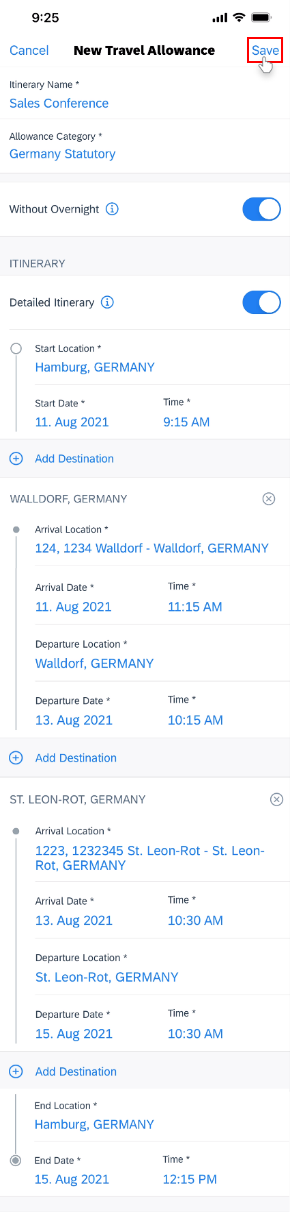 9:25
Cancel New Travel Allowance Save
Itinerary Name *
Sales Conference
Allowance Category *
Germany Statutory
Without Overnight
ITINERARY
Detailed Itinerary
Start Location *
Hamburg, GERMANY
Start Date * Time *
11. Aug 2021 9:15 AM
Add Destination
WALLDORF, GERMANY
Arrival Location *
124, 1234 Walldorf - Walldorf, GERMANY
Arrival Date * Time *
11. Aug 2021 11:15 AM
Departure Location *
Walldorf, GERMANY
Departure Date * Time *
13. Aug 2021 10:15 AM
Add Destination
ST. LEON-ROT, GERMANY
Arrival Location *
1223, 1232345 St. Leon-Rot - St. Leon-
Rot, GERMANY
Arrival Date * Time *
13. Aug 2021 10:30 AM
Departure Location *
St. Leon-Rot, GERMANY
Departure Date * Time *
15. Aug 2021 10:30 AM
Add Destination
End Location *
Hamburg, GERMANY
End Date * Time *
15. Aug 2021 12:15 PM